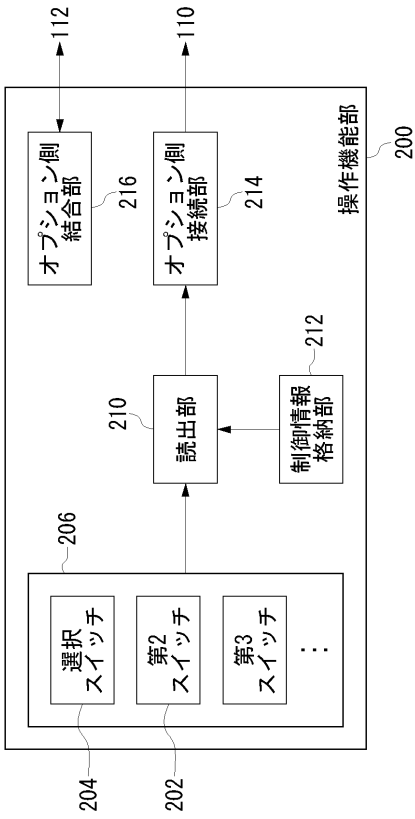 206
204
選択
スイッチ
202
第2
スイッチ
第3
スイッチ
⋮
210
読出部
212
制御情報
格納部
オプション側
結合部
216
112
オプション側
接続部
214
110
操作機能部
200